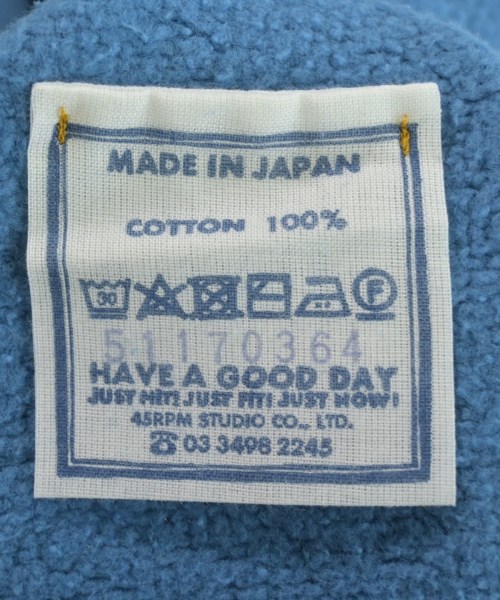 MADE IN JAPAN
COTTON 100%
30 F
51170364
HAVE A GOOD DAY
JUST HIT! JUST FIT! JUST NOW!
45RPM STUDIO CO., LTD.
☎ 03 3498 2245